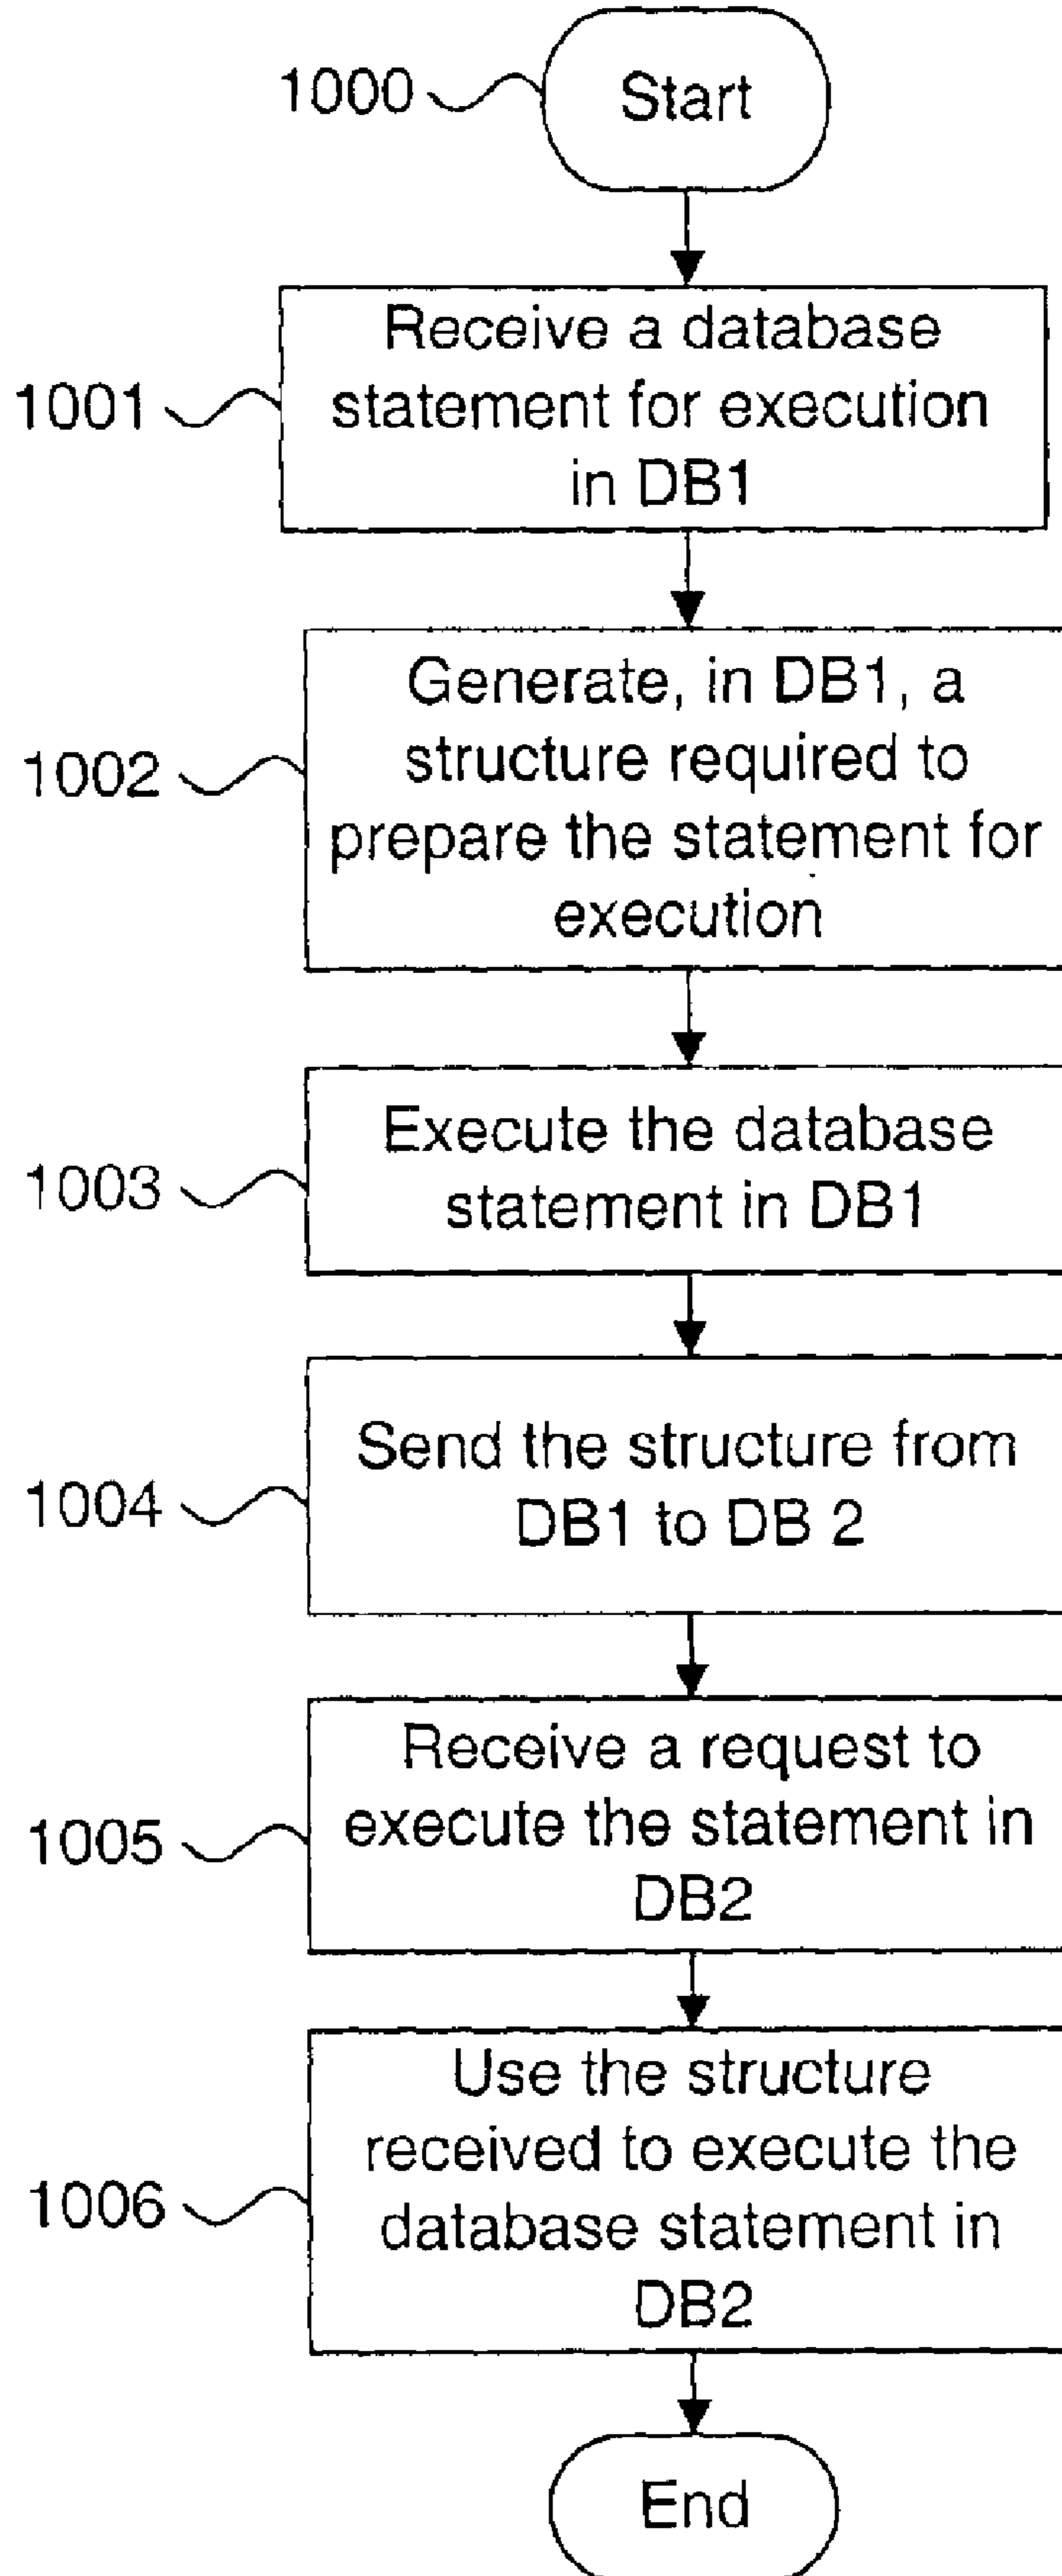 1000
Start
Receive a database
1001
statement for execution
in DB1
Generate, in DB1, a
structure required to
1002
prepare the statement for
execution
Execute the database
1003
statement in DB1
Send the structure from
1004
DB1 to DB 2
Receive a request to
1005
execute the statement in
DB2
Use the structure
received to execute the
1006
database statement in
DB2
End